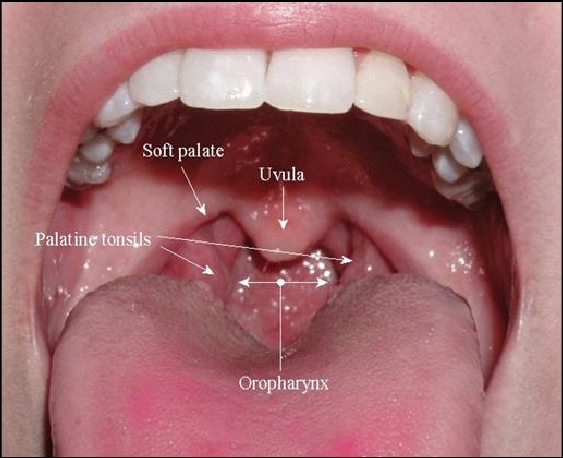 Soft palate
Uvula
Palatine tonsils
Oropharynx